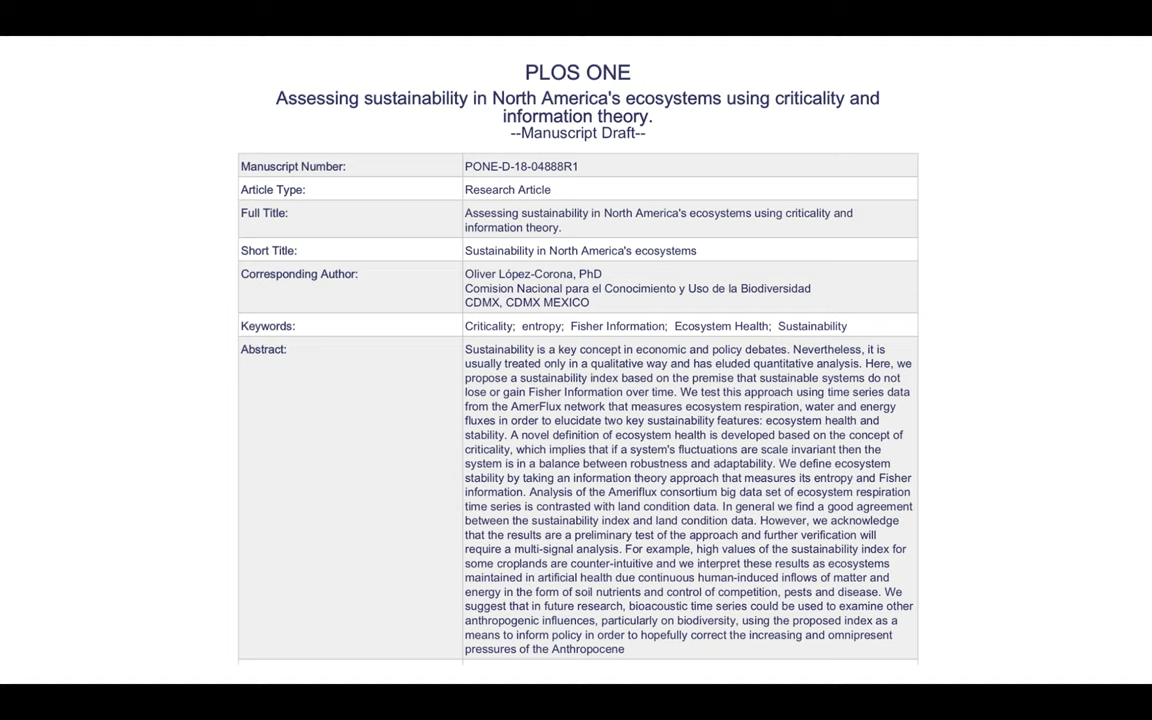 PLOS ONE
Assessing sustainability in North America's ecosystems using criticality and
information theory.
--Manuscript Draft--
Manuscript Number: PONE-D-18-04888R1
Article Type: Research Article
Full Title: Assessing sustainability in North America's ecosystems using criticality and
information theory.
Short Title: Sustainability in North America's ecosystems
Corresponding Author: Oliver López-Corona, PhD
Comision Nacional para el Conocimiento y Uso de la Biodiversidad
CDMX, CDMX MEXICO
Keywords: Criticality; entropy; Fisher Information; Ecosystem Health; Sustainability
Abstract: Sustainability is a key concept in economic and policy debates. Nevertheless, it is
usually treated only in a qualitative way and has eluded quantitative analysis. Here, we
propose a sustainability index based on the premise that sustainable systems do not
lose or gain Fisher Information over time. We test this approach using time series data
from the AmerFlux network that measures ecosystem respiration, water and energy
fluxes in order to elucidate two key sustainability features: ecosystem health and
stability. A novel definition of ecosystem health is developed based on the concept of
criticality, which implies that if a system's fluctuations are scale invariant then the
system is in a balance between robustness and adaptability. We define ecosystem
stability by taking an information theory approach that measures its entropy and Fisher
information. Analysis of the Ameriflux consortium big data set of ecosystem respiration
time series is contrasted with land condition data. In general we find a good agreement
between the sustainability index and land condition data. However, we acknowledge
that the results are a preliminary test of the approach and further verification will
require a multi-signal analysis. For example, high values of the sustainability index for
some croplands are counter-intuitive and we interpret these results as ecosystems
maintained in artificial health due continuous human-induced inflows of matter and
energy in the form of soil nutrients and control of competition, pests and disease. We
suggest that in future research, bioacoustic time series could be used to examine other
anthropogenic influences, particularly on biodiversity, using the proposed index as a
means to inform policy in order to hopefully correct the increasing and omnipresent
pressures of the Anthropocene